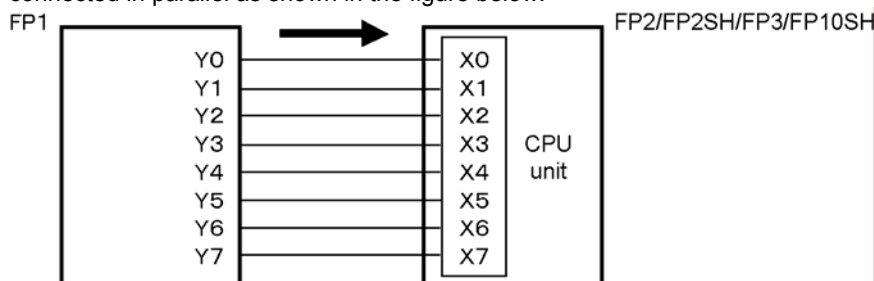 connected in parallel as shown in the figure below.
FP1
FP2/FP2SH/FP3/FP10SH
Y0 X0
Y1 X1
Y2 X2
Y3 X3 CPU
Y4 X4 unit
Y5 X5
Y6 X6
Y7 X7